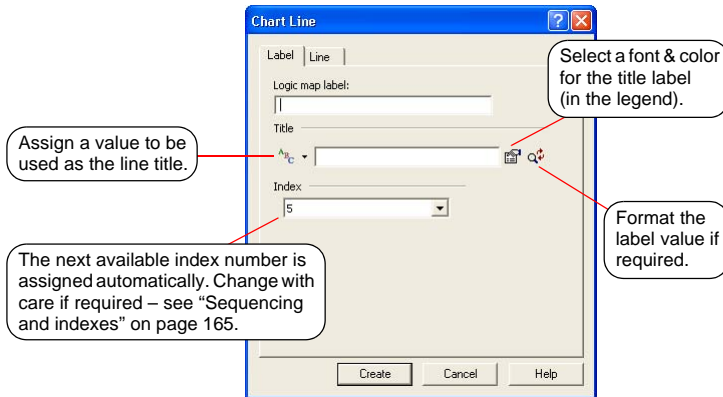 Chart Line
Label
Line
Select a font & color
for the title label
(in the legend).
Logic map label:
Title
Assign a value to be
used as the line title.
ABC
Index
5
Format the
label value if
required.
The next available index number is
assigned automatically. Change with
care if required – see “Sequencing
and indexes” on page 165.
Create
Cancel
Help